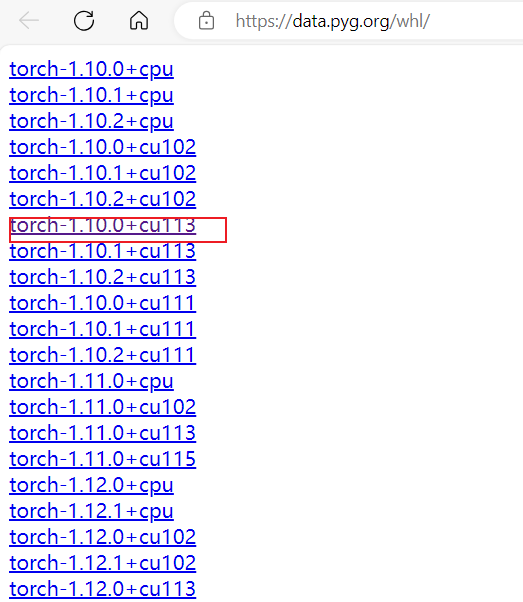 https://data.pyg.org/whl/
torch-1.10.0+cpu
torch-1.10.1+cpu
torch-1.10.2+cpu
torch-1.10.0+cu102
torch-1.10.1+cu102
torch-1.10.2+cu102
torch-1.10.0+cu113
torch-1.10.1+cu113
torch-1.10.2+cu113
torch-1.10.0+cu111
torch-1.10.1+cu111
torch-1.10.2+cu111
torch-1.11.0+cpu
torch-1.11.0+cu102
torch-1.11.0+cu113
torch-1.11.0+cu115
torch-1.12.0+cpu
torch-1.12.1+cpu
torch-1.12.0+cu102
torch-1.12.1+cu102
torch-1.12.0+cu113